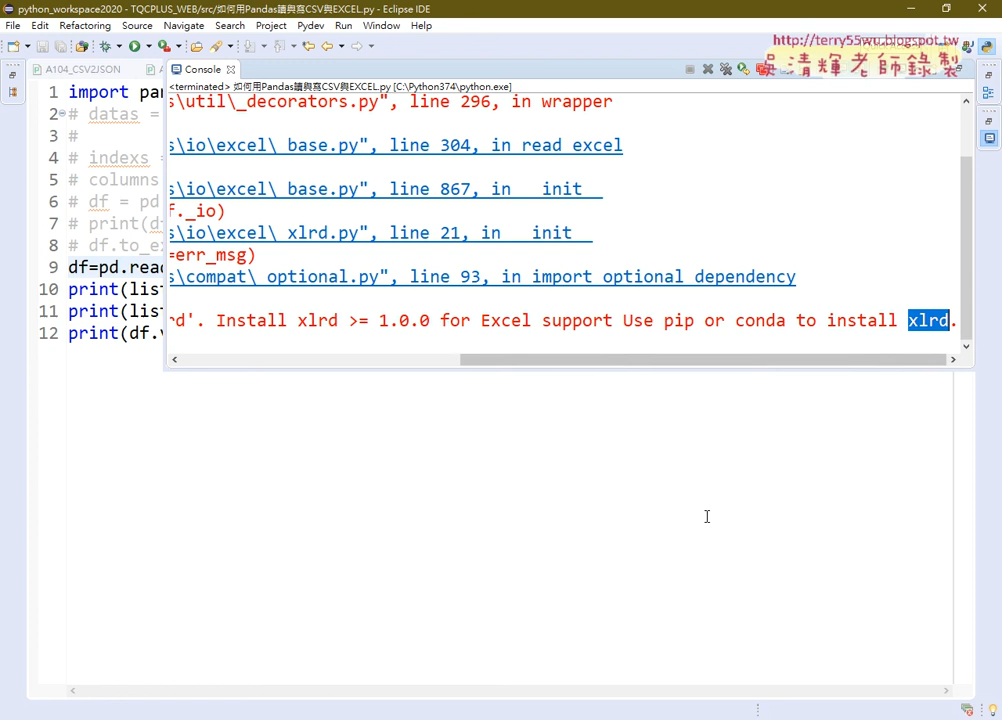 python_workspace2020 - TQCPLUS_WEB/src/如何用Pandas讀與寫CSV與EXCEL.py - Eclipse IDE
File Edit Refactoring Source Navigate Search Project Pydev Run Window Help
http://terry55wu.blogspot.tw
吳清輝老師錄製
A104_CSV2JSON
Console
<terminated> 如何用Pandas讀與寫CSV與EXCEL.py [C:\Python374\python.exe]
1 import pan
2 # datas =
3 #
4 # indexs =
5 # columns
6 # df = pd
7 # print(d
8 # df.to_e
9 df=pd.read
10 print(lis
11 print(lis
12 print(df.v
s\util\_decorators.py", line 296, in wrapper
s\io\excel\_base.py", line 304, in read_excel
s\io\excel\_base.py", line 867, in __init__
f._io)
s\io\excel\_xlrd.py", line 21, in __init__
=err_msg)
s\compat\_optional.py", line 93, in import_optional_dependency
rd'. Install xlrd >= 1.0.0 for Excel support Use pip or conda to install xlrd.